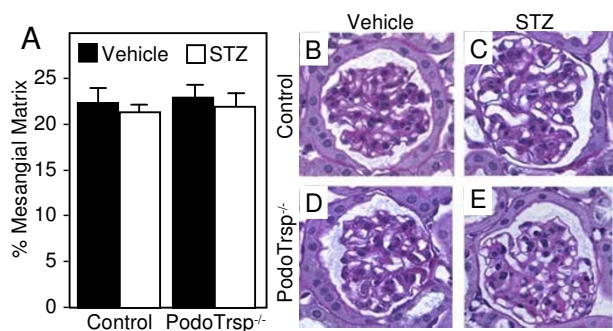 A
Vehicle STZ
% Mesangial Matrix
25
20
15
10
5
0
Control PodoTrsp-/-
Vehicle STZ
Control
PodoTrsp-/-
B C
D E